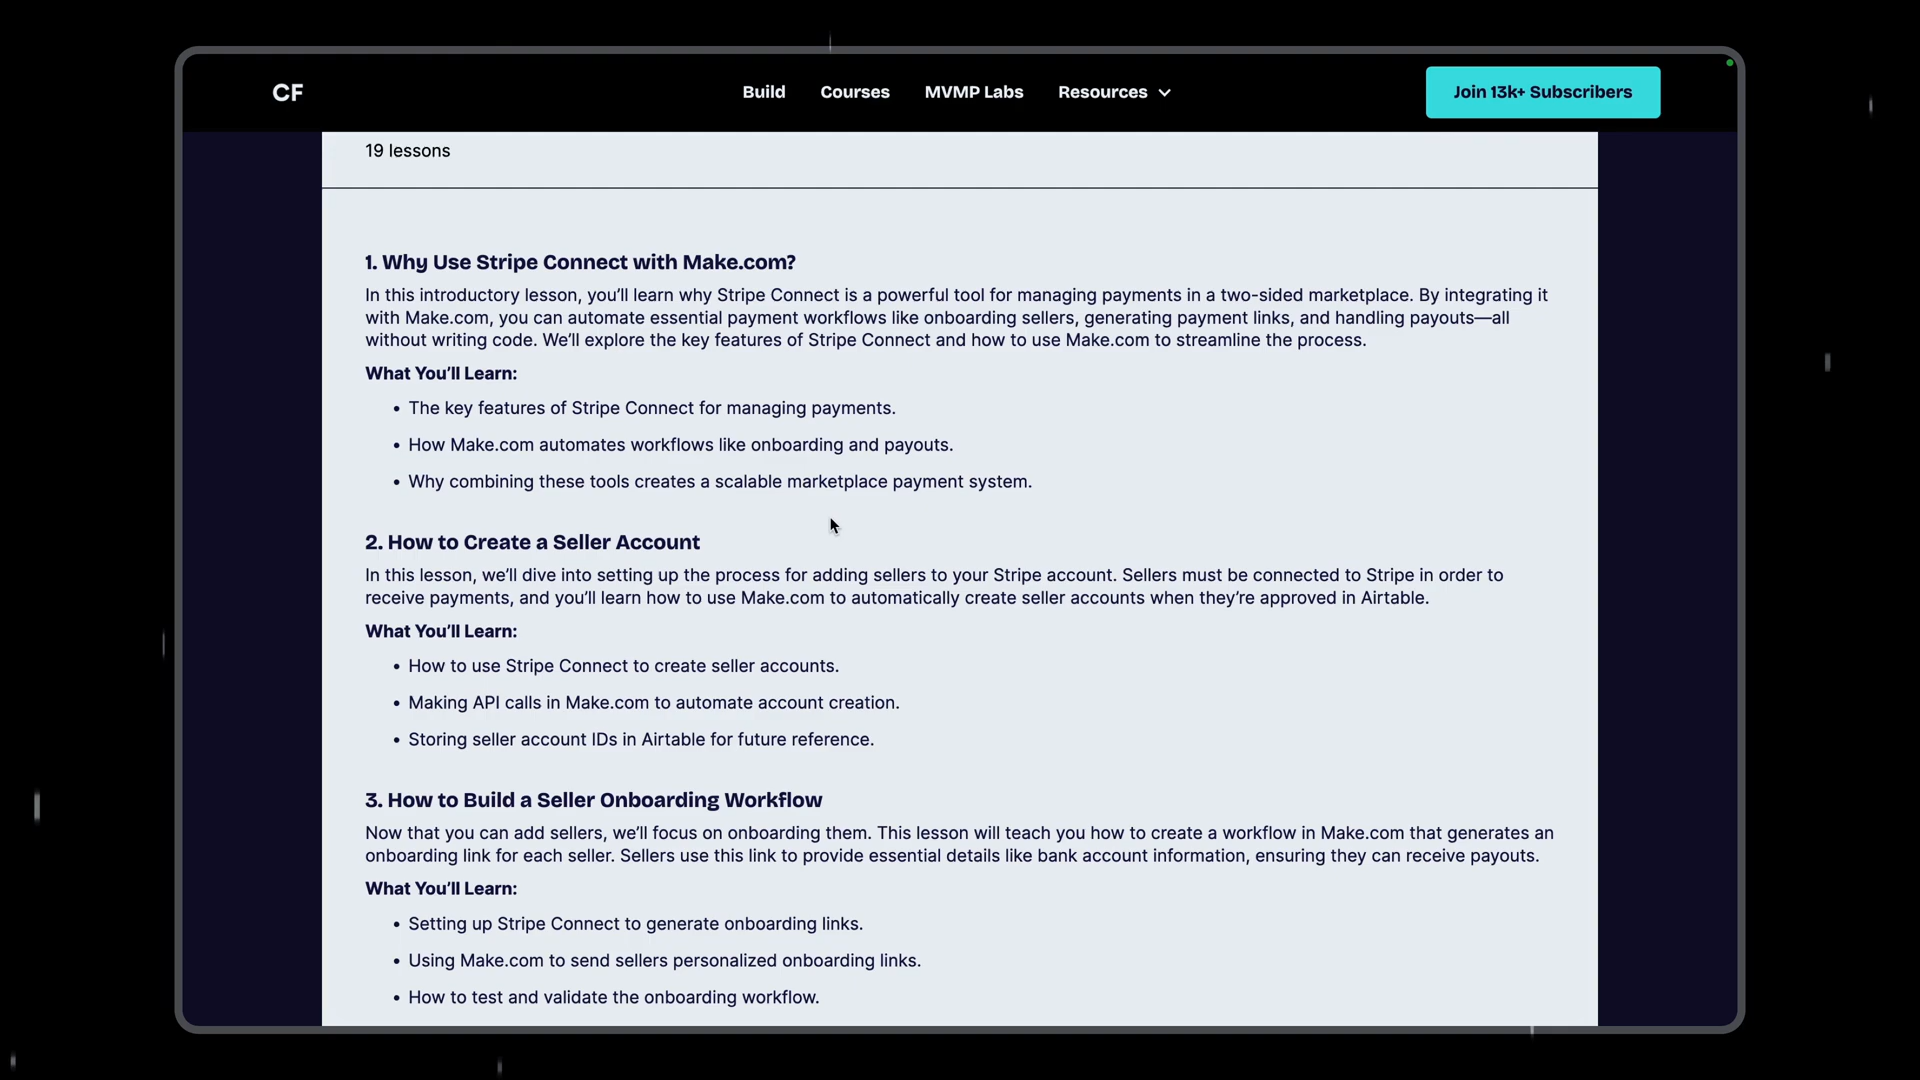 CF
Build
Courses
MVMP Labs
Resources
Join 13k+ Subscribers
19 lessons
1. Why Use Stripe Connect with Make.com?
In this introductory lesson, you’ll learn why Stripe Connect is a powerful tool for managing payments in a two-sided marketplace. By integrating it
with Make.com, you can automate essential payment workflows like onboarding sellers, generating payment links, and handling payouts—all
without writing code. We’ll explore the key features of Stripe Connect and how to use Make.com to streamline the process.
What You’ll Learn:
• The key features of Stripe Connect for managing payments.
• How Make.com automates workflows like onboarding and payouts.
• Why combining these tools creates a scalable marketplace payment system.
2. How to Create a Seller Account
In this lesson, we’ll dive into setting up the process for adding sellers to your Stripe account. Sellers must be connected to Stripe in order to
receive payments, and you’ll learn how to use Make.com to automatically create seller accounts when they’re approved in Airtable.
What You’ll Learn:
• How to use Stripe Connect to create seller accounts.
• Making API calls in Make.com to automate account creation.
• Storing seller account IDs in Airtable for future reference.
3. How to Build a Seller Onboarding Workflow
Now that you can add sellers, we’ll focus on onboarding them. This lesson will teach you how to create a workflow in Make.com that generates an
onboarding link for each seller. Sellers use this link to provide essential details like bank account information, ensuring they can receive payouts.
What You’ll Learn:
• Setting up Stripe Connect to generate onboarding links.
• Using Make.com to send sellers personalized onboarding links.
• How to test and validate the onboarding workflow.